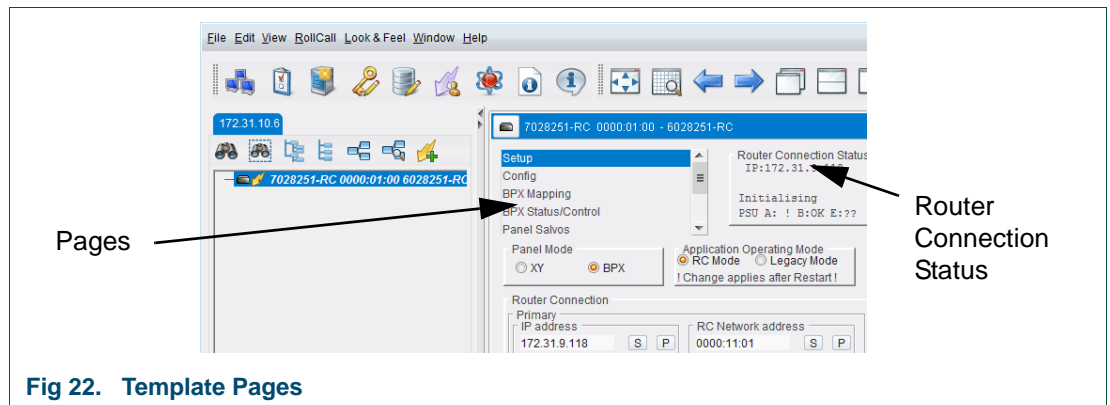 File Edit View RollCall Look & Feel Window Help
172.31.10.6
7028251-RC 0000:01:00 6028251-RC
7028251-RC 0000:01:00 - 6028251-RC
Setup
Config
BPX Mapping
BPX Status/Control
Panel Salvos
Router Connection Status
IP:172.31.9.118
Initialising
PSU A: ! B:OK E:??
Panel Mode
XY BPX
Application Operating Mode
RC Mode Legacy Mode
! Change applies after Restart !
Router Connection
Primary
IP address
172.31.9.118 S P
RC Network address
0000:11:01 S P
Pages
Router
Connection
Status
Fig 22. Template Pages